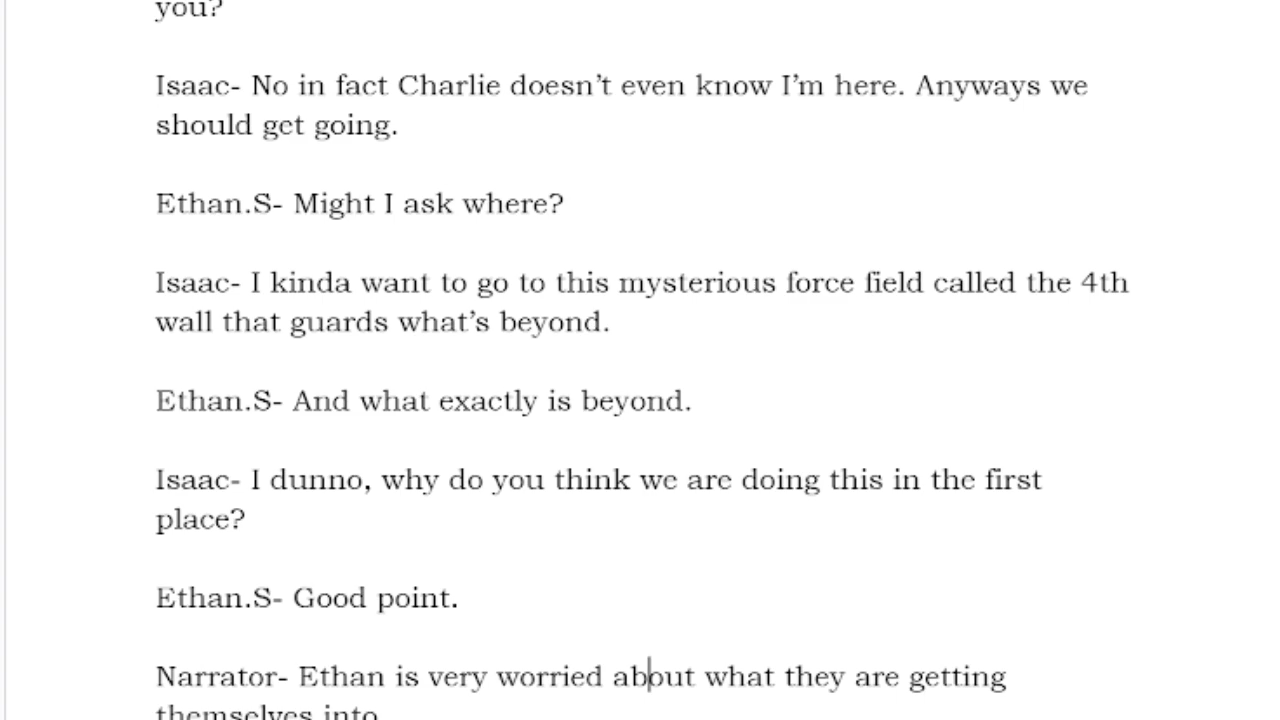 you?
Isaac- No in fact Charlie doesn’t even know I’m here. Anyways we
should get going.
Ethan.S- Might I ask where?
Isaac- I kinda want to go to this mysterious force field called the 4th
wall that guards what’s beyond.
Ethan.S- And what exactly is beyond.
Isaac- I dunno, why do you think we are doing this in the first
place?
Ethan.S- Good point.
Narrator- Ethan is very worried about what they are getting
themselves into